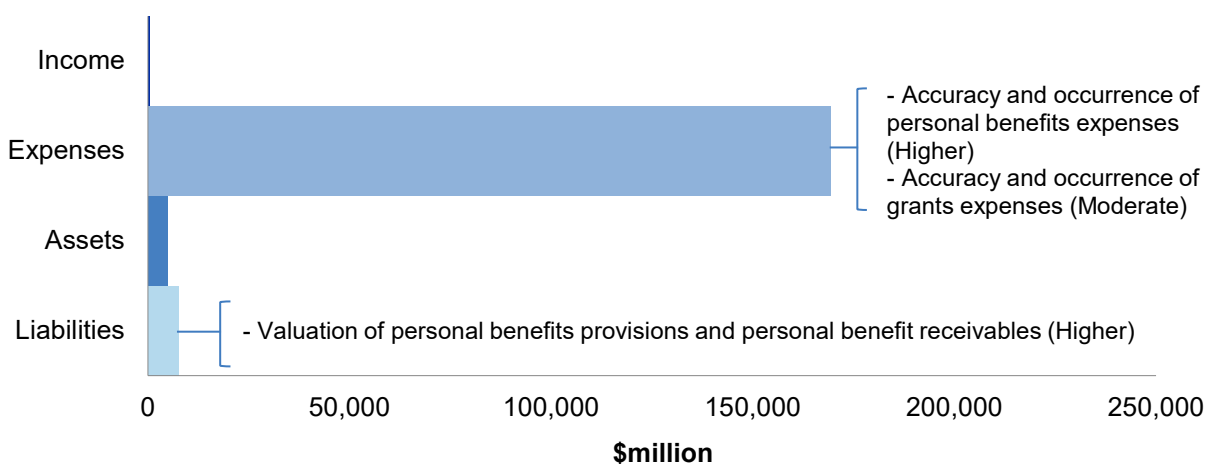 Income
Expenses
- Accuracy and occurrence of
personal benefits expenses
(Higher)
- Accuracy and occurrence of
grants expenses (Moderate)
Assets
Liabilities
- Valuation of personal benefits provisions and personal benefit receivables (Higher)
0 50,000 100,000 150,000 200,000 250,000
$million